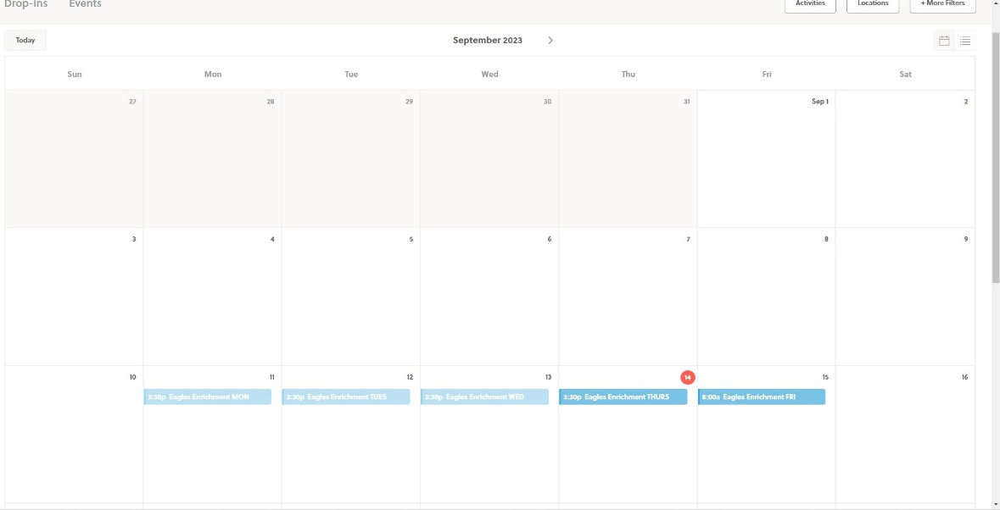 Drop-ins Events Activities Locations + More Filters
Today September 2023
Sun Mon Tue Wed Thu Fri Sat
27 28 29 30 31 Sep 1 2
3 4 5 6 7 8 9
10 11 12 13 14 15 16
3:30p Eagles Enrichment MON 3:30p Eagles Enrichment TUES 2:30p Eagles Enrichment WED 3:30p Eagles Enrichment THURS 8:00a Eagles Enrichment FRI